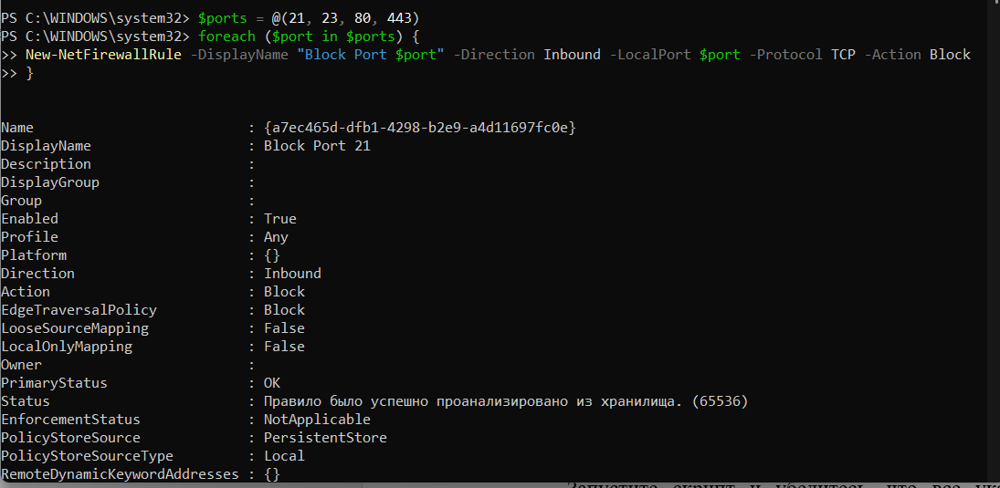 PS C:\WINDOWS\system32> $ports = @(21, 23, 80, 443)
PS C:\WINDOWS\system32> foreach ($port in $ports) {
>> New-NetFirewallRule -DisplayName "Block Port $port" -Direction Inbound -LocalPort $port -Protocol TCP -Action Block
>> }
Name : {a7ec465d-dfb1-4298-b2e9-a4d11697fc0e}
DisplayName : Block Port 21
Description :
DisplayGroup :
Group :
Enabled : True
Profile : Any
Platform : {}
Direction : Inbound
Action : Block
EdgeTraversalPolicy : Block
LooseSourceMapping : False
LocalOnlyMapping : False
Owner :
PrimaryStatus : OK
Status : Правило было успешно проанализировано из хранилища. (65536)
EnforcementStatus : NotApplicable
PolicyStoreSource : PersistentStore
PolicyStoreSourceType : Local
RemoteDynamicKeywordAddresses : {}